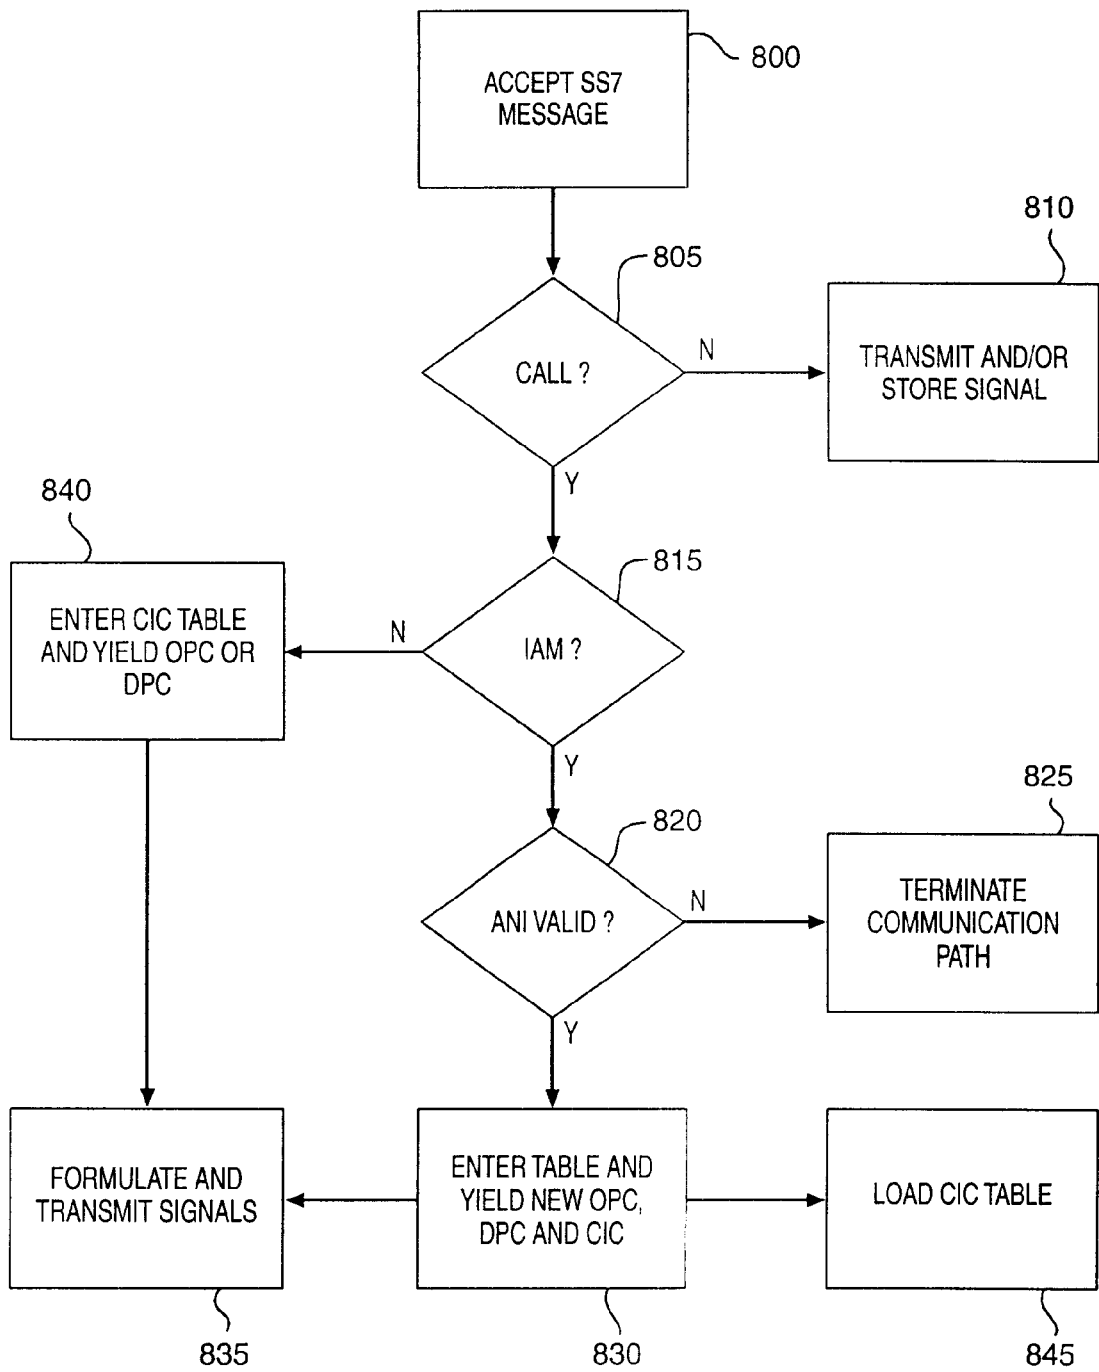 800
ACCEPT SS7
MESSAGE
810
805
CALL ?
N
TRANSMIT AND/OR
STORE SIGNAL
Y
840
815
ENTER CIC TABLE
AND YIELD OPC OR
DPC
N
IAM ?
Y
825
820
ANI VALID ?
N
TERMINATE
COMMUNICATION
PATH
Y
FORMULATE AND
TRANSMIT SIGNALS
ENTER TABLE AND
YIELD NEW OPC,
DPC AND CIC
LOAD CIC TABLE
835
830
845